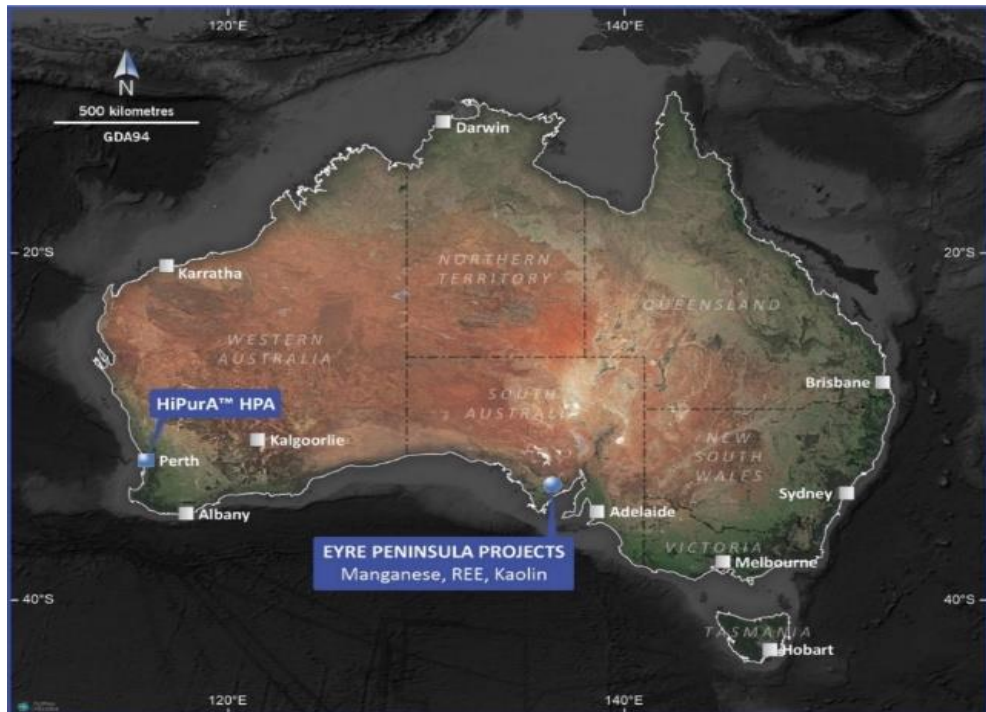 120°E
140°E
N
500 kilometres
GDA94
Darwin
20°S
20°S
Karratha
NORTHERN
TERRITORY
QUEENSLAND
WESTERN
AUSTRALIA
Brisbane
HiPurA™ HPA
SOUTH
AUSTRALIA
Kalgoorlie
NEW
SOUTH
WALES
Perth
Sydney
Albany
Adelaide
EYRE PENINSULA PROJECTS
Manganese, REE, Kaolin
VICTORIA
Melbourne
40°S
40°S
TASMANIA
Hobart
120°E
140°E